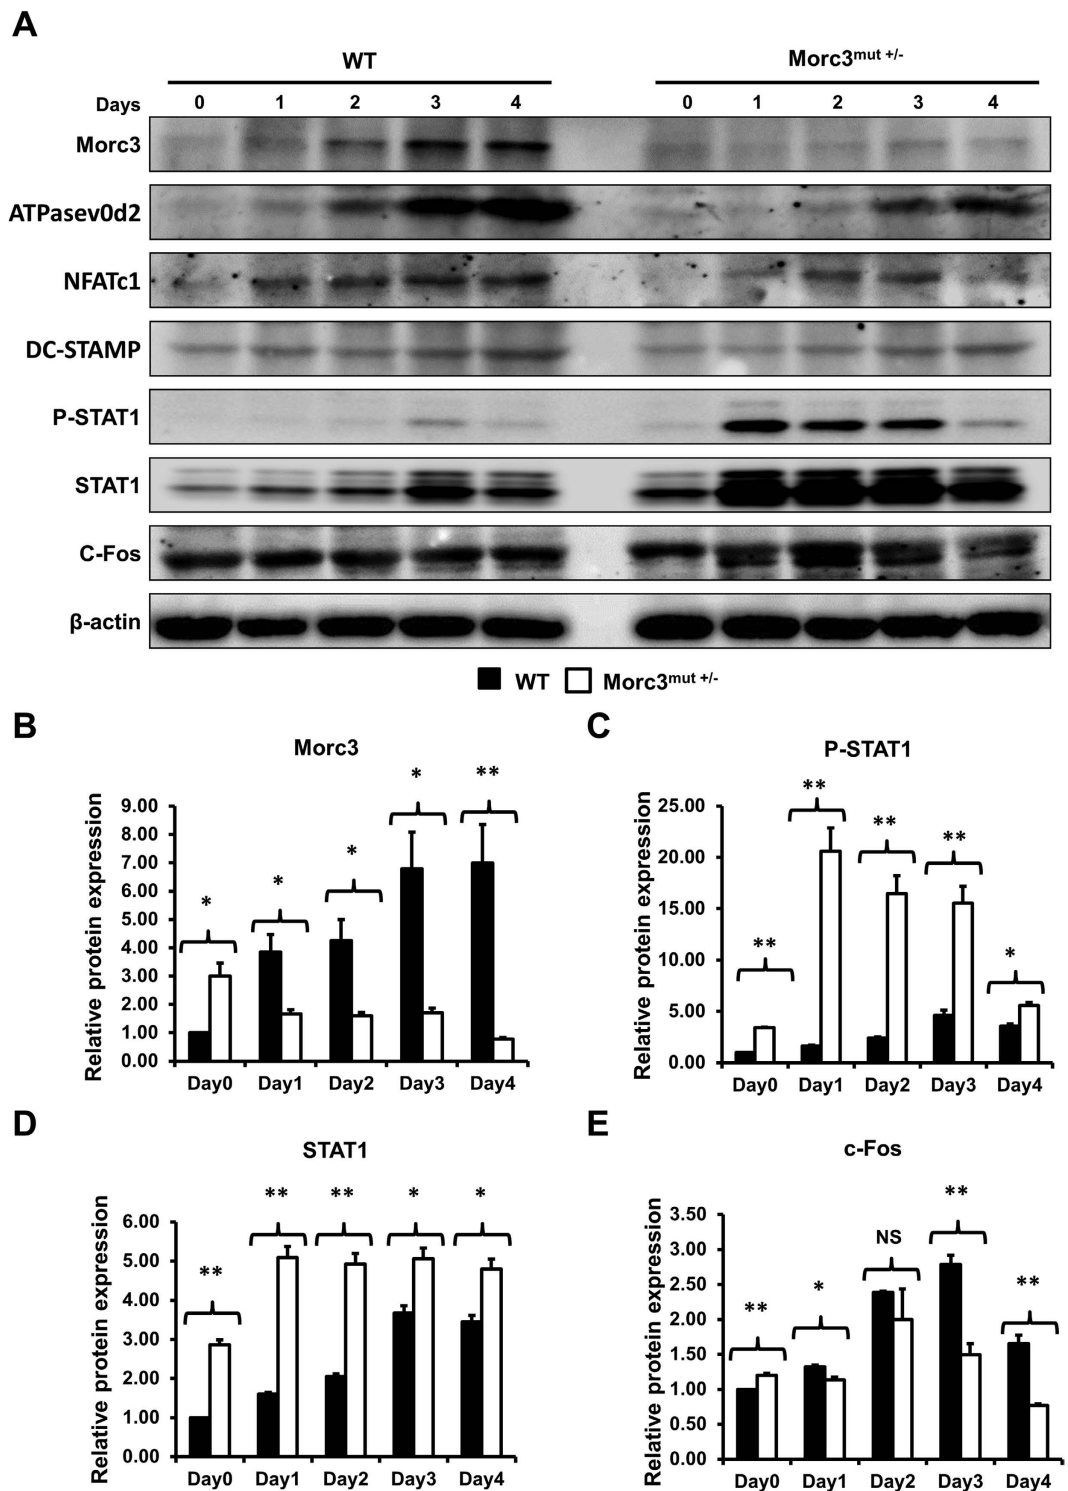 A
WT
Morc3mut +/-
Days 0 1 2 3 4 0 1 2 3 4
Morc3
ATPasev0d2
NFATc1
DC-STAMP
P-STAT1
STAT1
C-Fos
β-actin
WT Morc3mut +/-
B
Morc3
Relative protein expression
9.00
8.00
7.00
6.00
5.00
4.00
3.00
2.00
1.00
0.00
* * * * **
Day0 Day1 Day2 Day3 Day4
C
P-STAT1
Relative protein expression
25.00
20.00
15.00
10.00
5.00
0.00
** ** ** ** *
Day0 Day1 Day2 Day3 Day4
D
STAT1
Relative protein expression
6.00
5.00
4.00
3.00
2.00
1.00
0.00
** ** ** * *
Day0 Day1 Day2 Day3 Day4
E
c-Fos
Relative protein expression
3.50
3.00
2.50
2.00
1.50
1.00
0.50
0.00
** * NS ** **
Day0 Day1 Day2 Day3 Day4